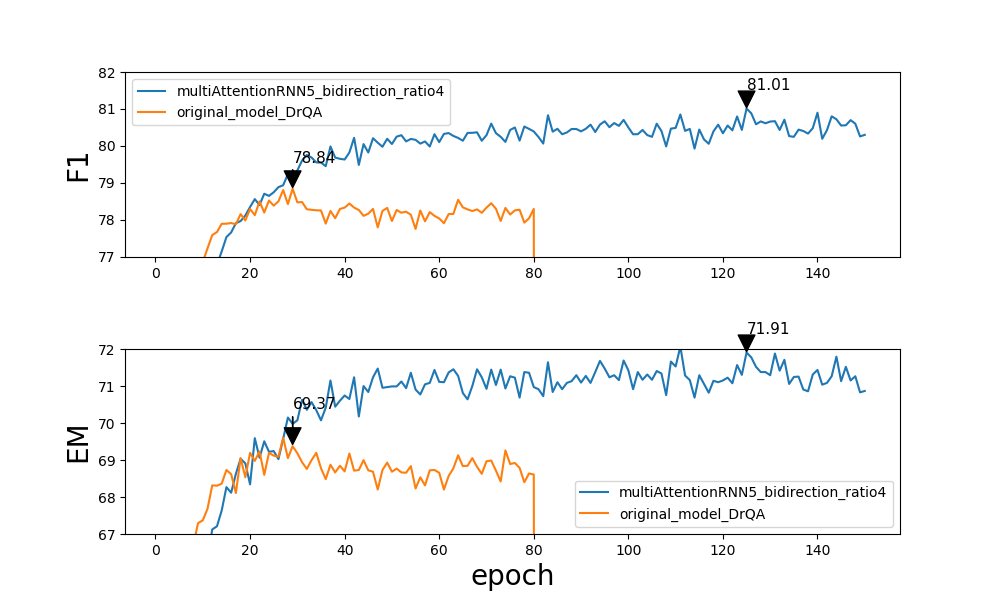 82
81
80
79
78
77
F1
multiAttentionRNN5_bidirection_ratio4
original_model_DrQA
78.84
81.01
0 20 40 60 80 100 120 140
72
71
70
69
68
67
EM
69.37
71.91
multiAttentionRNN5_bidirection_ratio4
original_model_DrQA
0 20 40 60 80 100 120 140
epoch